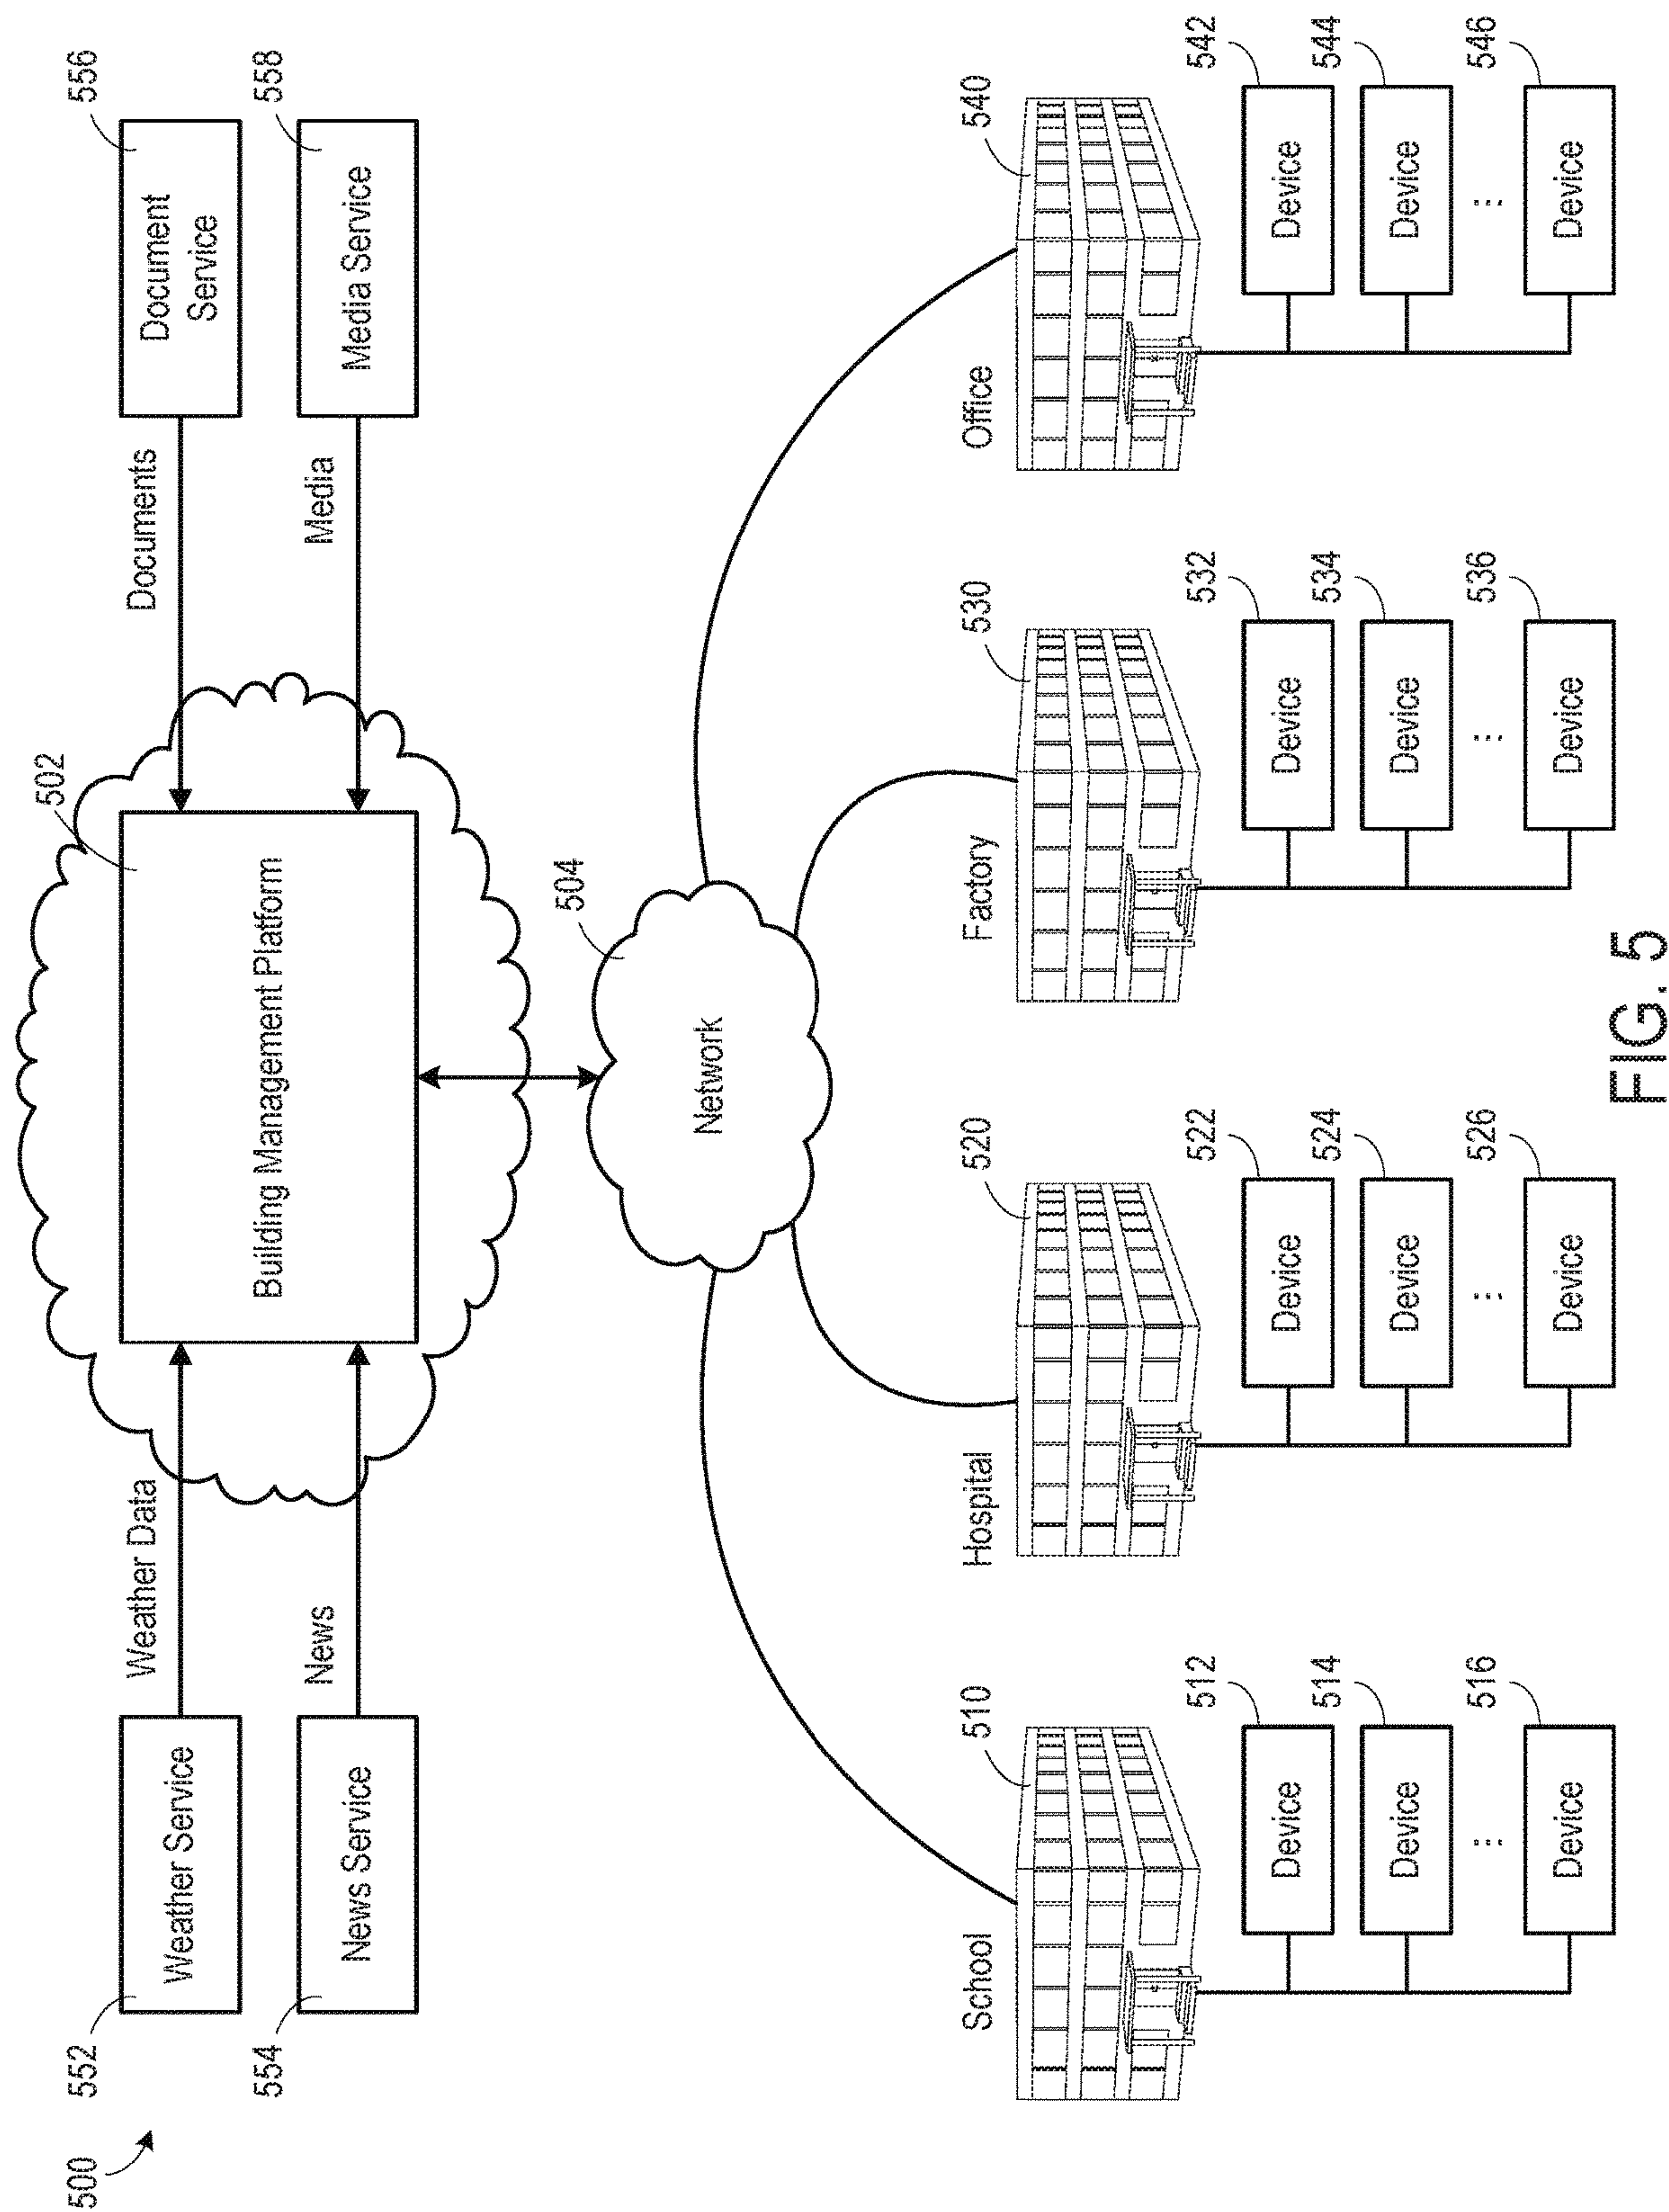 500
552
Weather Service
554
News Service
Weather Data
News
502
Building Management Platform
Documents
Media
556
Document
Service
558
Media Service
504
Network
School
510
Hospital
520
Factory
530
Office
540
Device
512
Device
514
...
Device
516
Device
522
Device
524
...
Device
526
Device
532
Device
534
...
Device
536
Device
542
Device
544
...
Device
546
FIG. 5